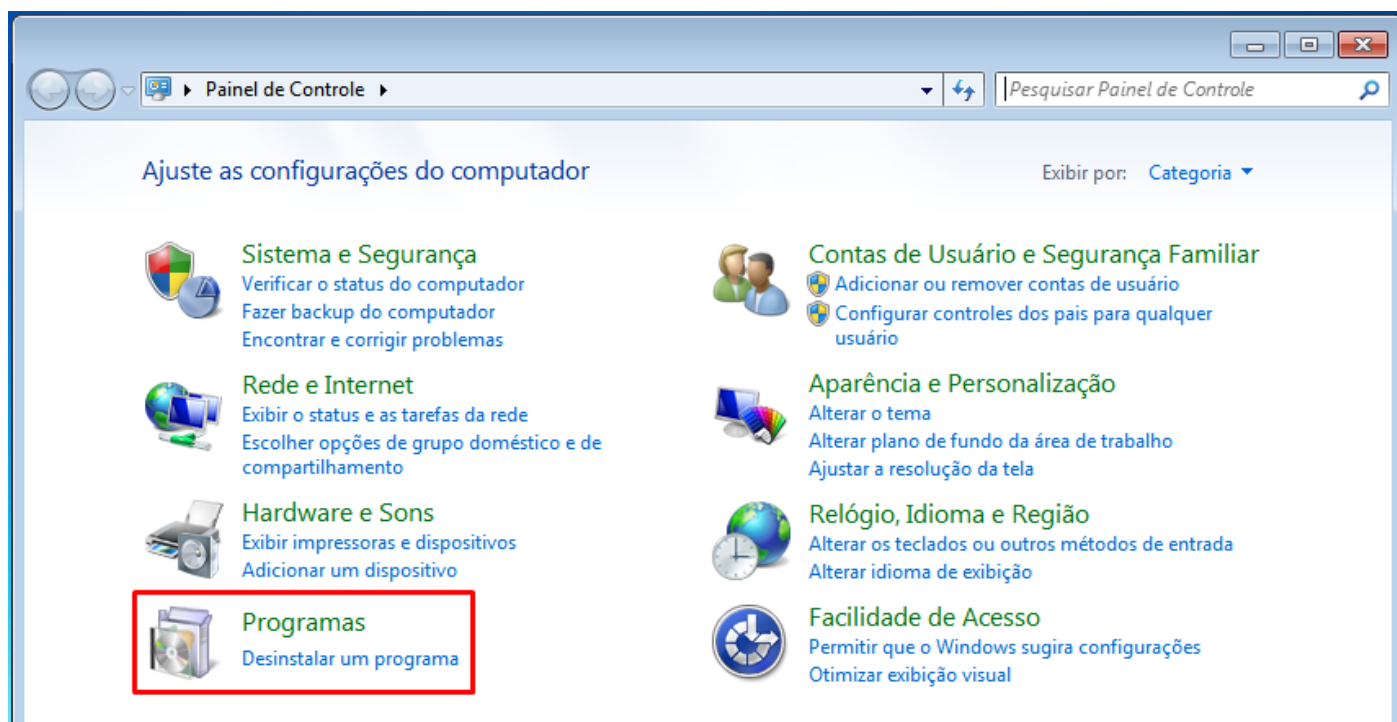 Painel de Controle
Pesquisar Painel de Controle
Ajuste as configurações do computador
Exibir por: Categoria
Sistema e Segurança
Verificar o status do computador
Fazer backup do computador
Encontrar e corrigir problemas
Rede e Internet
Exibir o status e as tarefas da rede
Escolher opções de grupo doméstico e de
compartilhamento
Hardware e Sons
Exibir impressoras e dispositivos
Adicionar um dispositivo
Programas
Desinstalar um programa
Contas de Usuário e Segurança Familiar
Adicionar ou remover contas de usuário
Configurar controles dos pais para qualquer
usuário
Aparência e Personalização
Alterar o tema
Alterar plano de fundo da área de trabalho
Ajustar a resolução da tela
Relógio, Idioma e Região
Alterar os teclados ou outros métodos de entrada
Alterar idioma de exibição
Facilidade de Acesso
Permitir que o Windows sugira configurações
Otimizar exibição visual